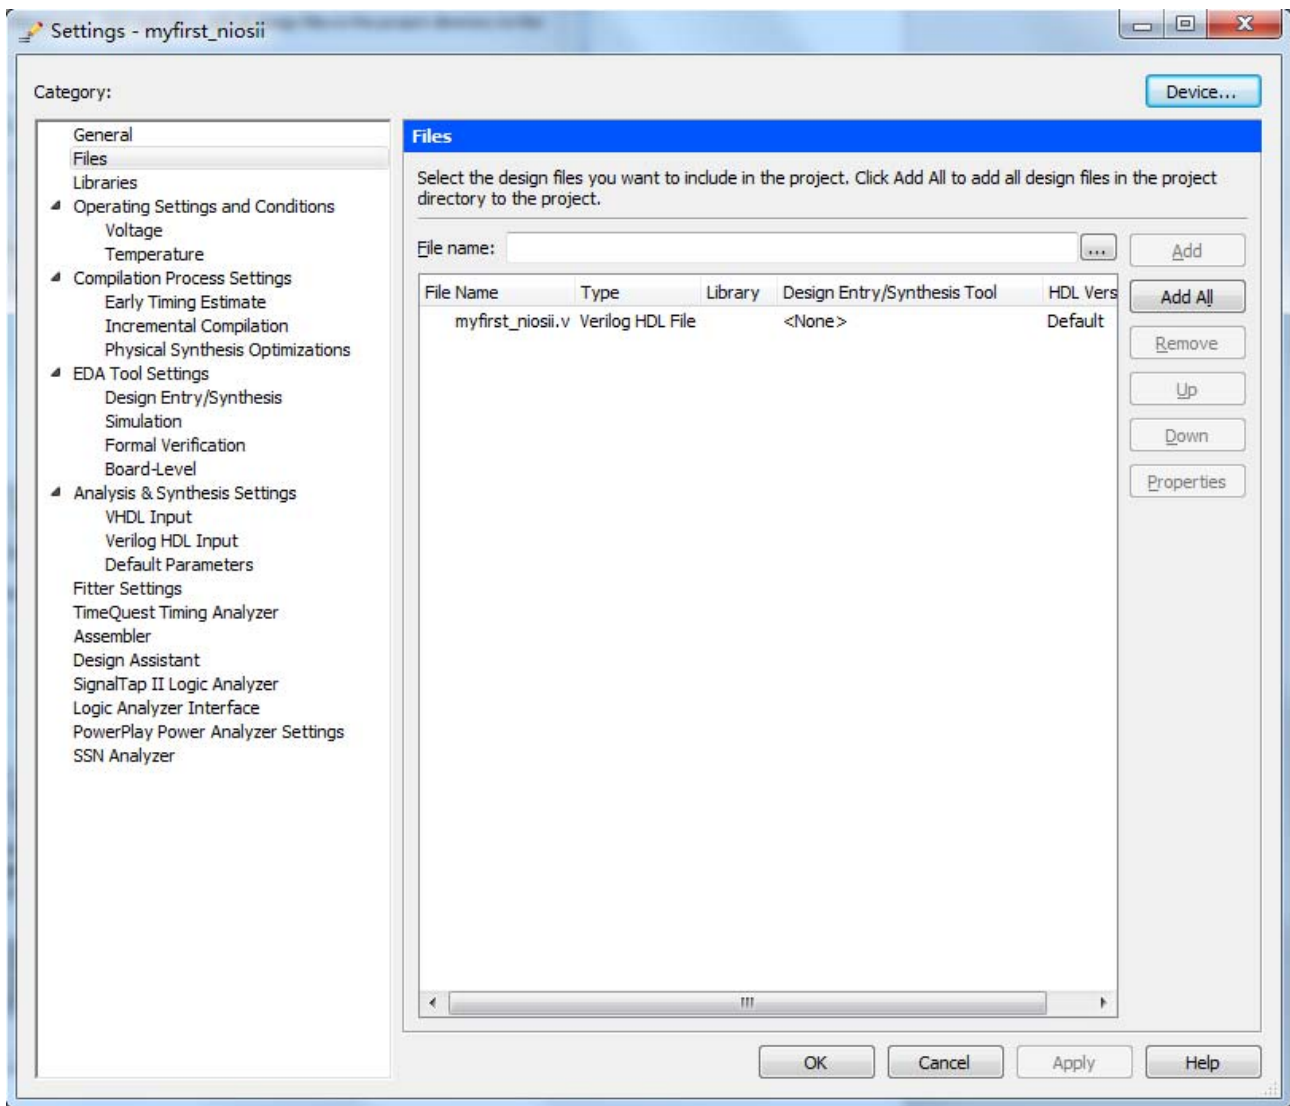 Settings - myfirst_niosii
Category:
Device...
General
Files
Libraries
Operating Settings and Conditions
Voltage
Temperature
Compilation Process Settings
Early Timing Estimate
Incremental Compilation
Physical Synthesis Optimizations
EDA Tool Settings
Design Entry/Synthesis
Simulation
Formal Verification
Board-Level
Analysis & Synthesis Settings
VHDL Input
Verilog HDL Input
Default Parameters
Fitter Settings
TimeQuest Timing Analyzer
Assembler
Design Assistant
SignalTap II Logic Analyzer
Logic Analyzer Interface
PowerPlay Power Analyzer Settings
SSN Analyzer
Files
Select the design files you want to include in the project. Click Add All to add all design files in the project
directory to the project.
File name: ... Add
File Name Type Library Design Entry/Synthesis Tool HDL Vers
myfirst_niosii.v Verilog HDL File <None> Default
Add All
Remove
Up
Down
Properties
OK Cancel Apply Help